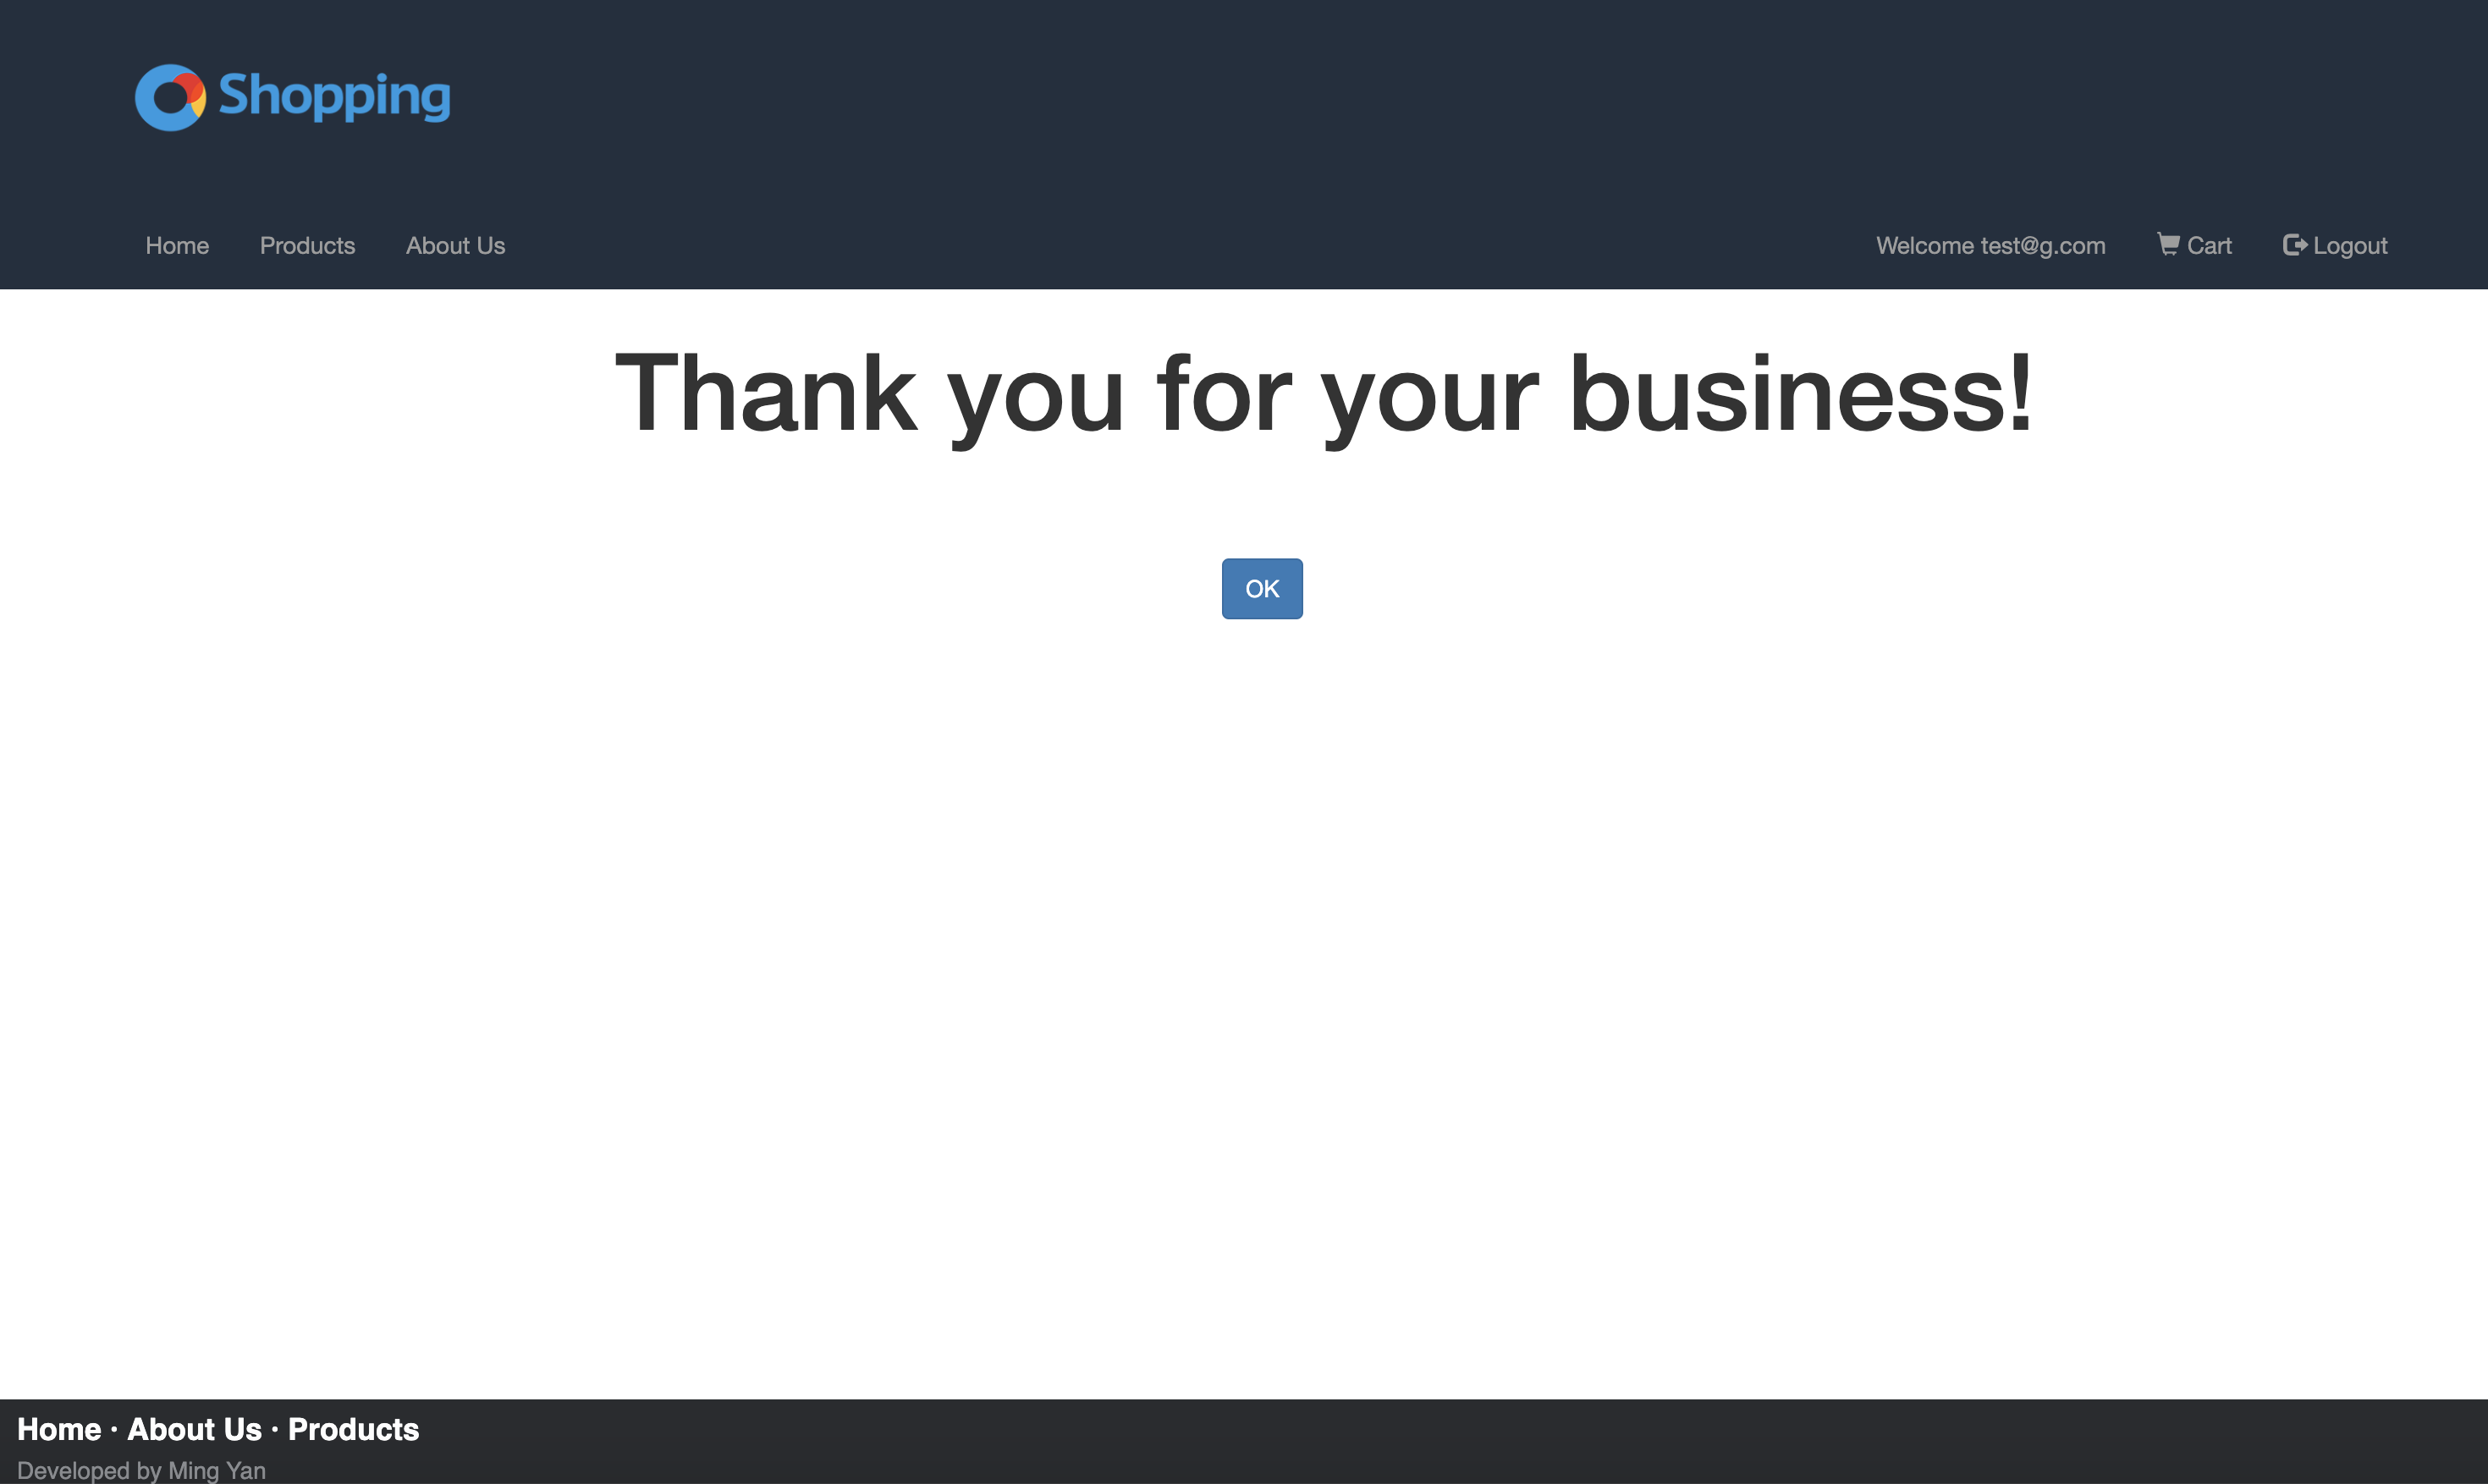 Shopping
Home Products About Us Welcome test@g.com Cart Logout
Thank you for your business!
OK
Home · About Us · Products
Developed by Ming Yan